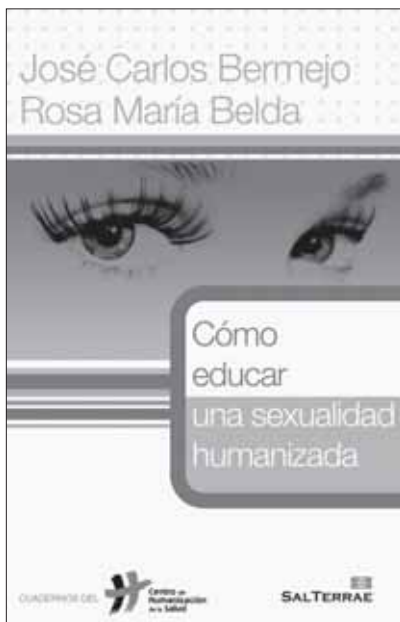 José Carlos Bermejo
Rosa María Belda
Cómo
educar
una sexualidad
humanizada
CUADERNOS DEL
Centro de
Humanización
de la Salud
SALTERRAE